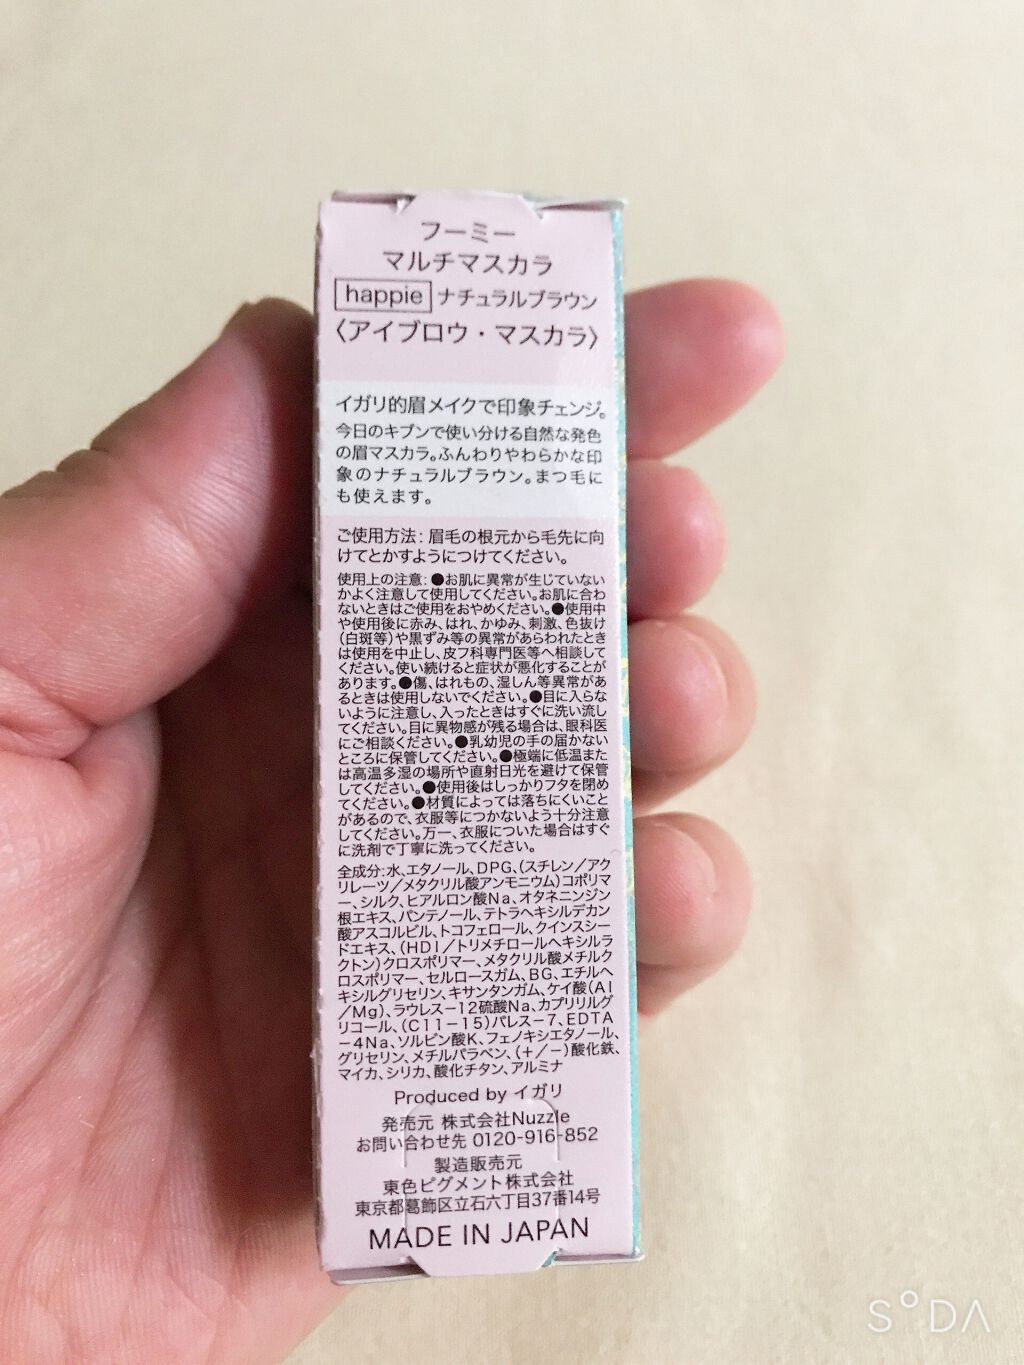 フーミー
マルチマスカラ
happie ナチュラルブラウン
〈アイブロウ・マスカラ〉
イガリ的眉メイクで印象チェンジ。
今日のキブンで使い分ける自然な発色
の眉マスカラ。ふんわりやわらかな印
象のナチュラルブラウン。まつ毛に
も使えます。
ご使用方法：眉毛の根元から毛先に向
けてとかすようにつけてください。
使用上の注意：●お肌に異常が生じていない
かよく注意して使用してください。お肌に合わ
ないときはご使用をおやめください。●使用中
や使用後に赤み、はれ、かゆみ、刺激、色抜け
（白斑等）や黒ずみ等の異常があらわれたとき
は使用を中止し、皮フ科専門医等へ相談して
ください。使い続けると症状が悪化することが
あります。●傷、はれもの、湿しん等異常があ
るときは使用しないでください。●目に入らな
いように注意し、入ったときはすぐに洗い流し
てください。目に異物感が残る場合は、眼科医
にご相談ください。●乳幼児の手の届かない
ところに保管してください。●極端に低温また
は高温多湿の場所や直射日光を避けて保管
してください。●使用後はしっかりフタを閉め
てください。●材質によっては落ちにくいこと
があるので、衣服等につかないよう十分注意
してください。万一、衣服についた場合はすぐ
に洗剤で丁寧に洗ってください。
全成分：水、エタノール、DPG、（スチレン／アク
リレーツ／メタクリル酸アンモニウム）コポリマ
ー、シルク、ヒアルロン酸Na、オタネニンジン
根エキス、パンテノール、テトラヘキシルデカン
酸アスコルビル、トコフェロール、クインスシー
ドエキス、（HDI／トリメチロールヘキシルラ
クトン）クロスポリマー、メタクリル酸メチルク
ロスポリマー、セルロースガム、BG、エチルヘ
キシルグリセリン、キサンタンガム、ケイ酸（Al
／Mg）、ラウレス－12硫酸Na、カプリリルグ
リコール、（C11－15）パレス－7、EDTA
－4Na、ソルビン酸K、フェノキシエタノール、
グリセリン、メチルパラベン、（＋／－）酸化鉄、
マイカ、シリカ、酸化チタン、アルミナ
Produced by イガリ
発売元 株式会社Nuzzle
お問い合わせ先 0120-916-852
製造販売元
東色ピグメント株式会社
東京都葛飾区立石六丁目37番14号
MADE IN JAPAN
S°DA